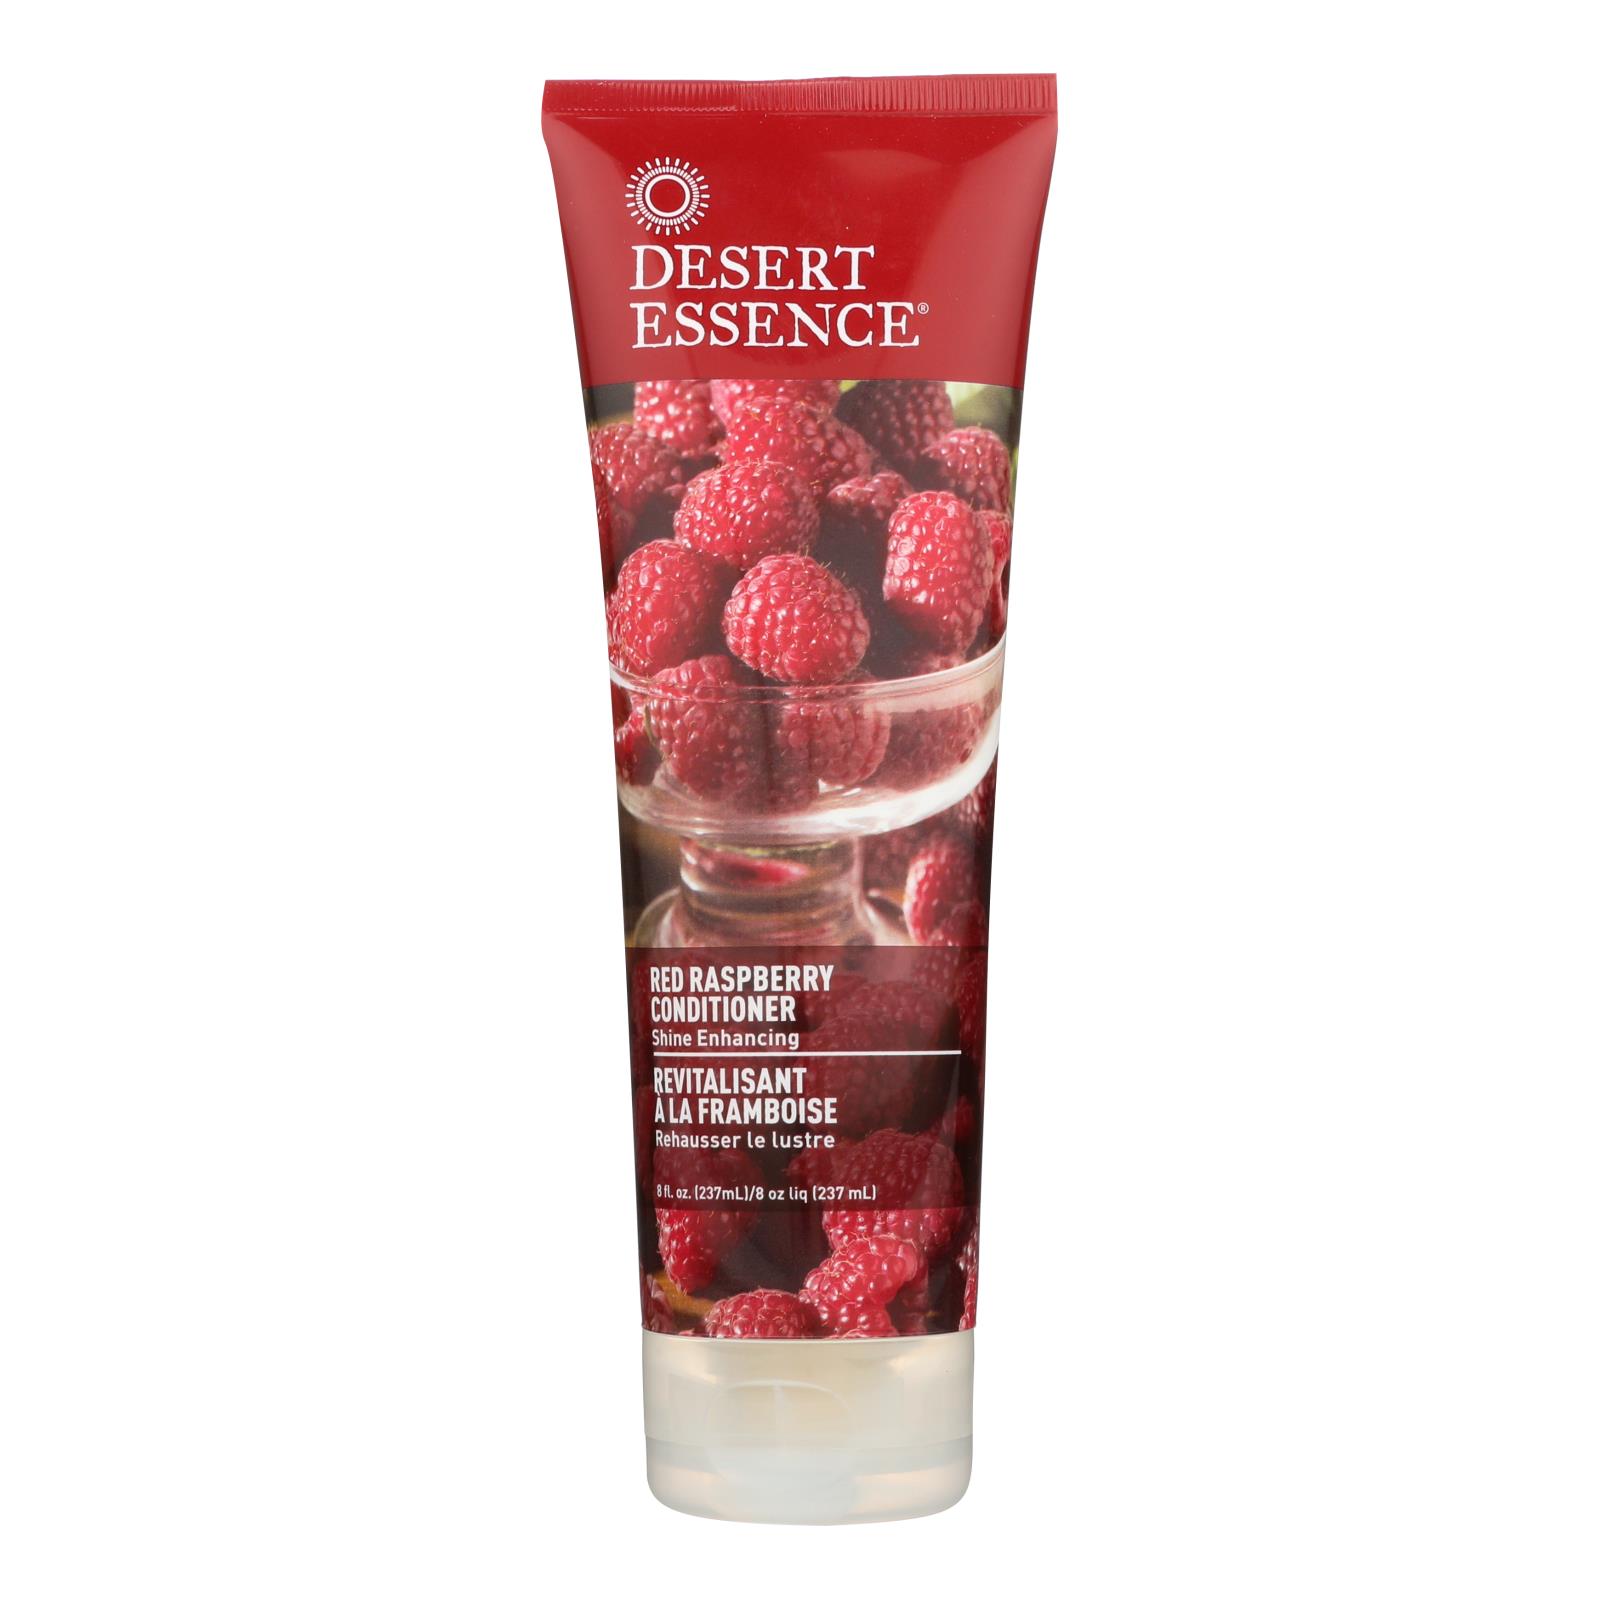 DESERT
ESSENCE®
RED RASPBERRY
CONDITIONER
Shine Enhancing
REVITALISANT
À LA FRAMBOISE
Rehausser le lustre
8 fl. oz. (237mL)/8 oz liq (237 mL)